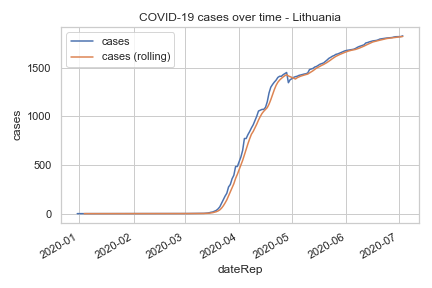 COVID-19 cases over time - Lithuania
cases
cases (rolling)
1500
1000
500
0
cases
2020-01
2020-02
2020-03
2020-04
2020-05
2020-06
2020-07
dateRep